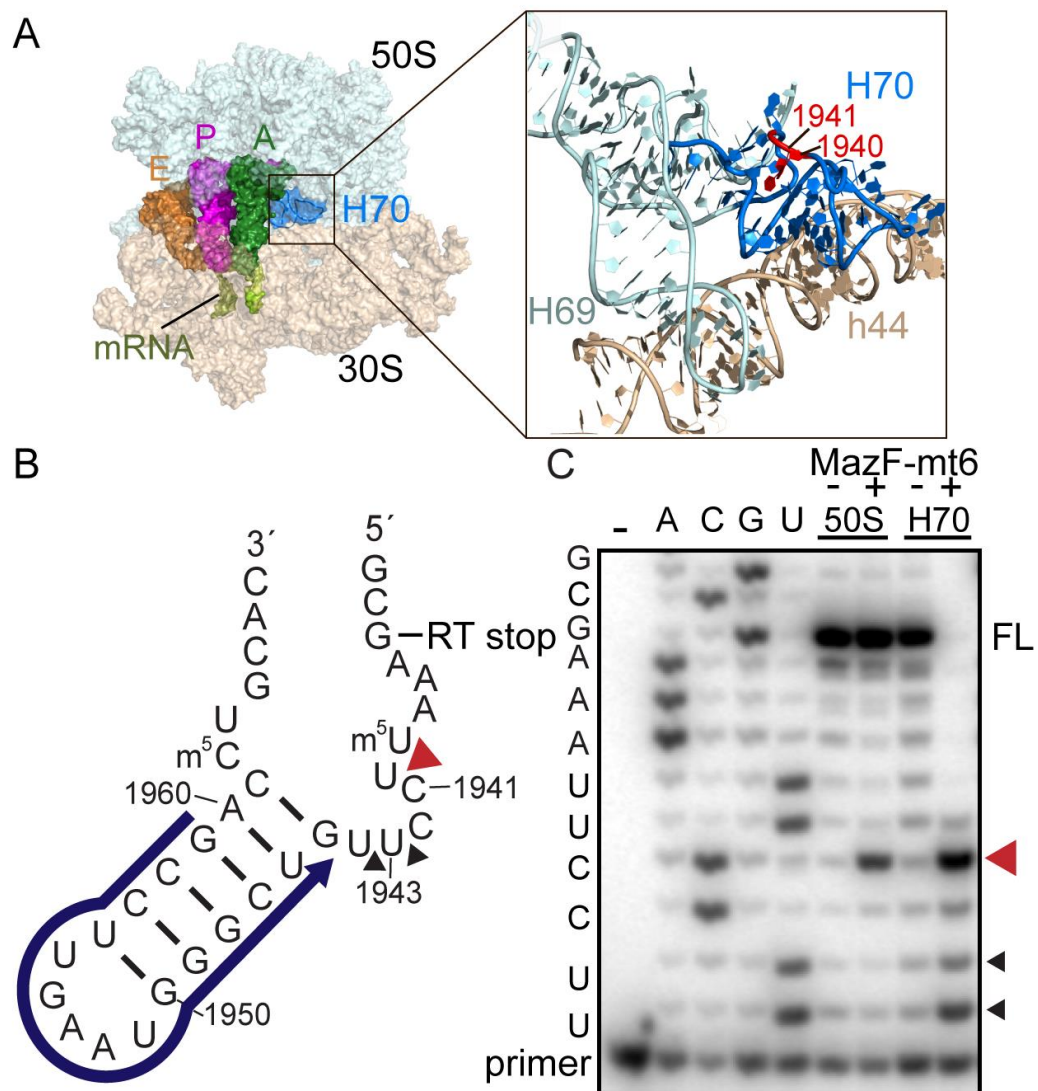 A
50S
P
A
E
H70
mRNA
30S
H70
1941
1940
H69
h44
B
3´
C
A
C
G
U
m⁵C
C
1960
A
G
C
C
U
U
G
A
A
U
G
1950
G
G
C
U
G
U
U
1943
C
C
1941
U
m⁵U
A
A
A
G
RT stop
C
G
5´
C
MazF-mt6
- + - +
- A C G U 50S H70
G
C
G
FL
A
A
A
U
U
C
C
U
U
primer